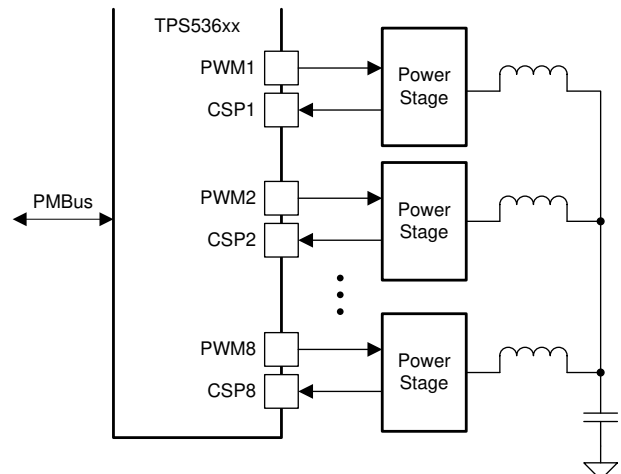 TPS536xx
PWM1
CSP1
Power
Stage
PMBus
PWM2
CSP2
Power
Stage
PWM8
CSP8
Power
Stage